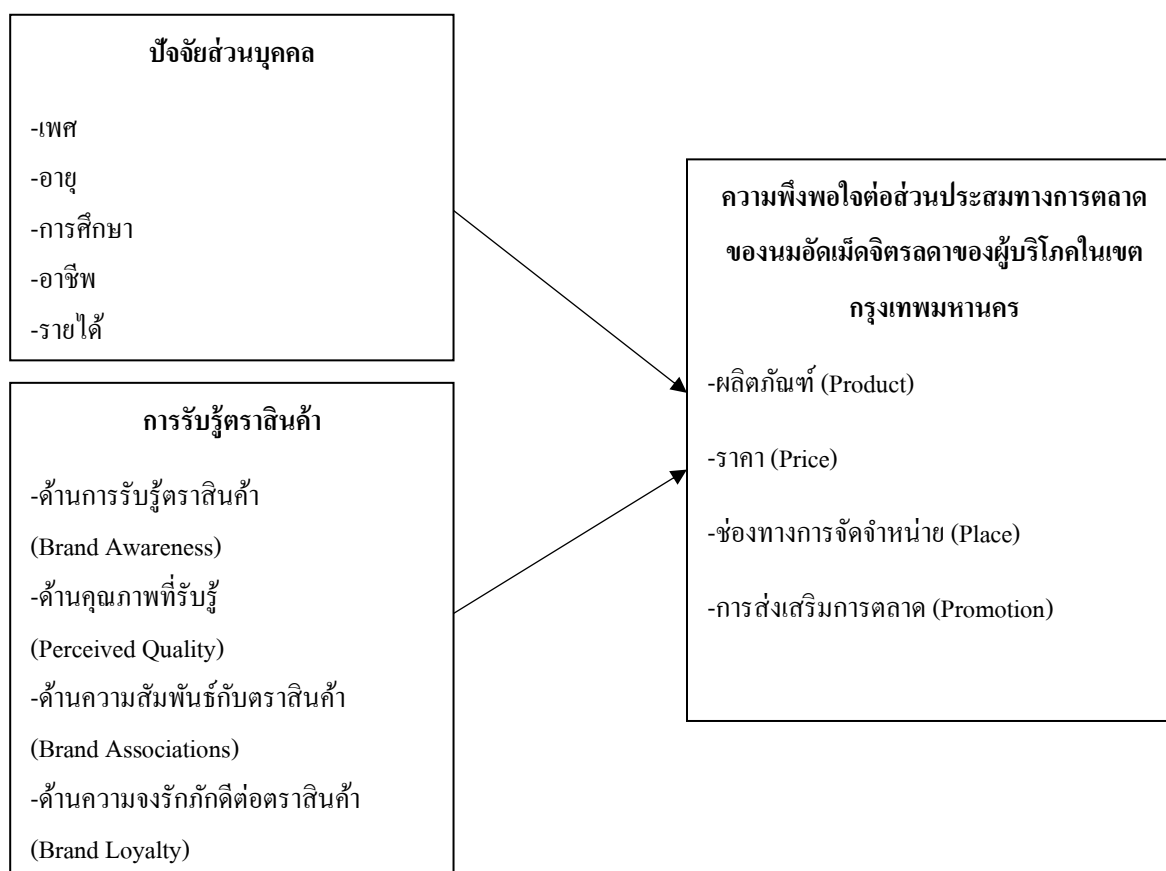 ปัจจัยส่วนบุคคล
-เพศ
-อายุ
-การศึกษา
-อาชีพ
-รายได้
การรับรู้ตราสินค้า
-ด้านการรับรู้ตราสินค้า
(Brand Awareness)
-ด้านคุณภาพที่รับรู้
(Perceived Quality)
-ด้านความสัมพันธ์กับตราสินค้า
(Brand Associations)
-ด้านความจงรักภักดีต่อตราสินค้า
(Brand Loyalty)
ความพึงพอใจต่อส่วนประสมทางการตลาด
ของนมอัดเม็ดจิตรลดาของผู้บริโภคในเขต
กรุงเทพมหานคร
-ผลิตภัณฑ์ (Product)
-ราคา (Price)
-ช่องทางการจัดจำหน่าย (Place)
-การส่งเสริมการตลาด (Promotion)